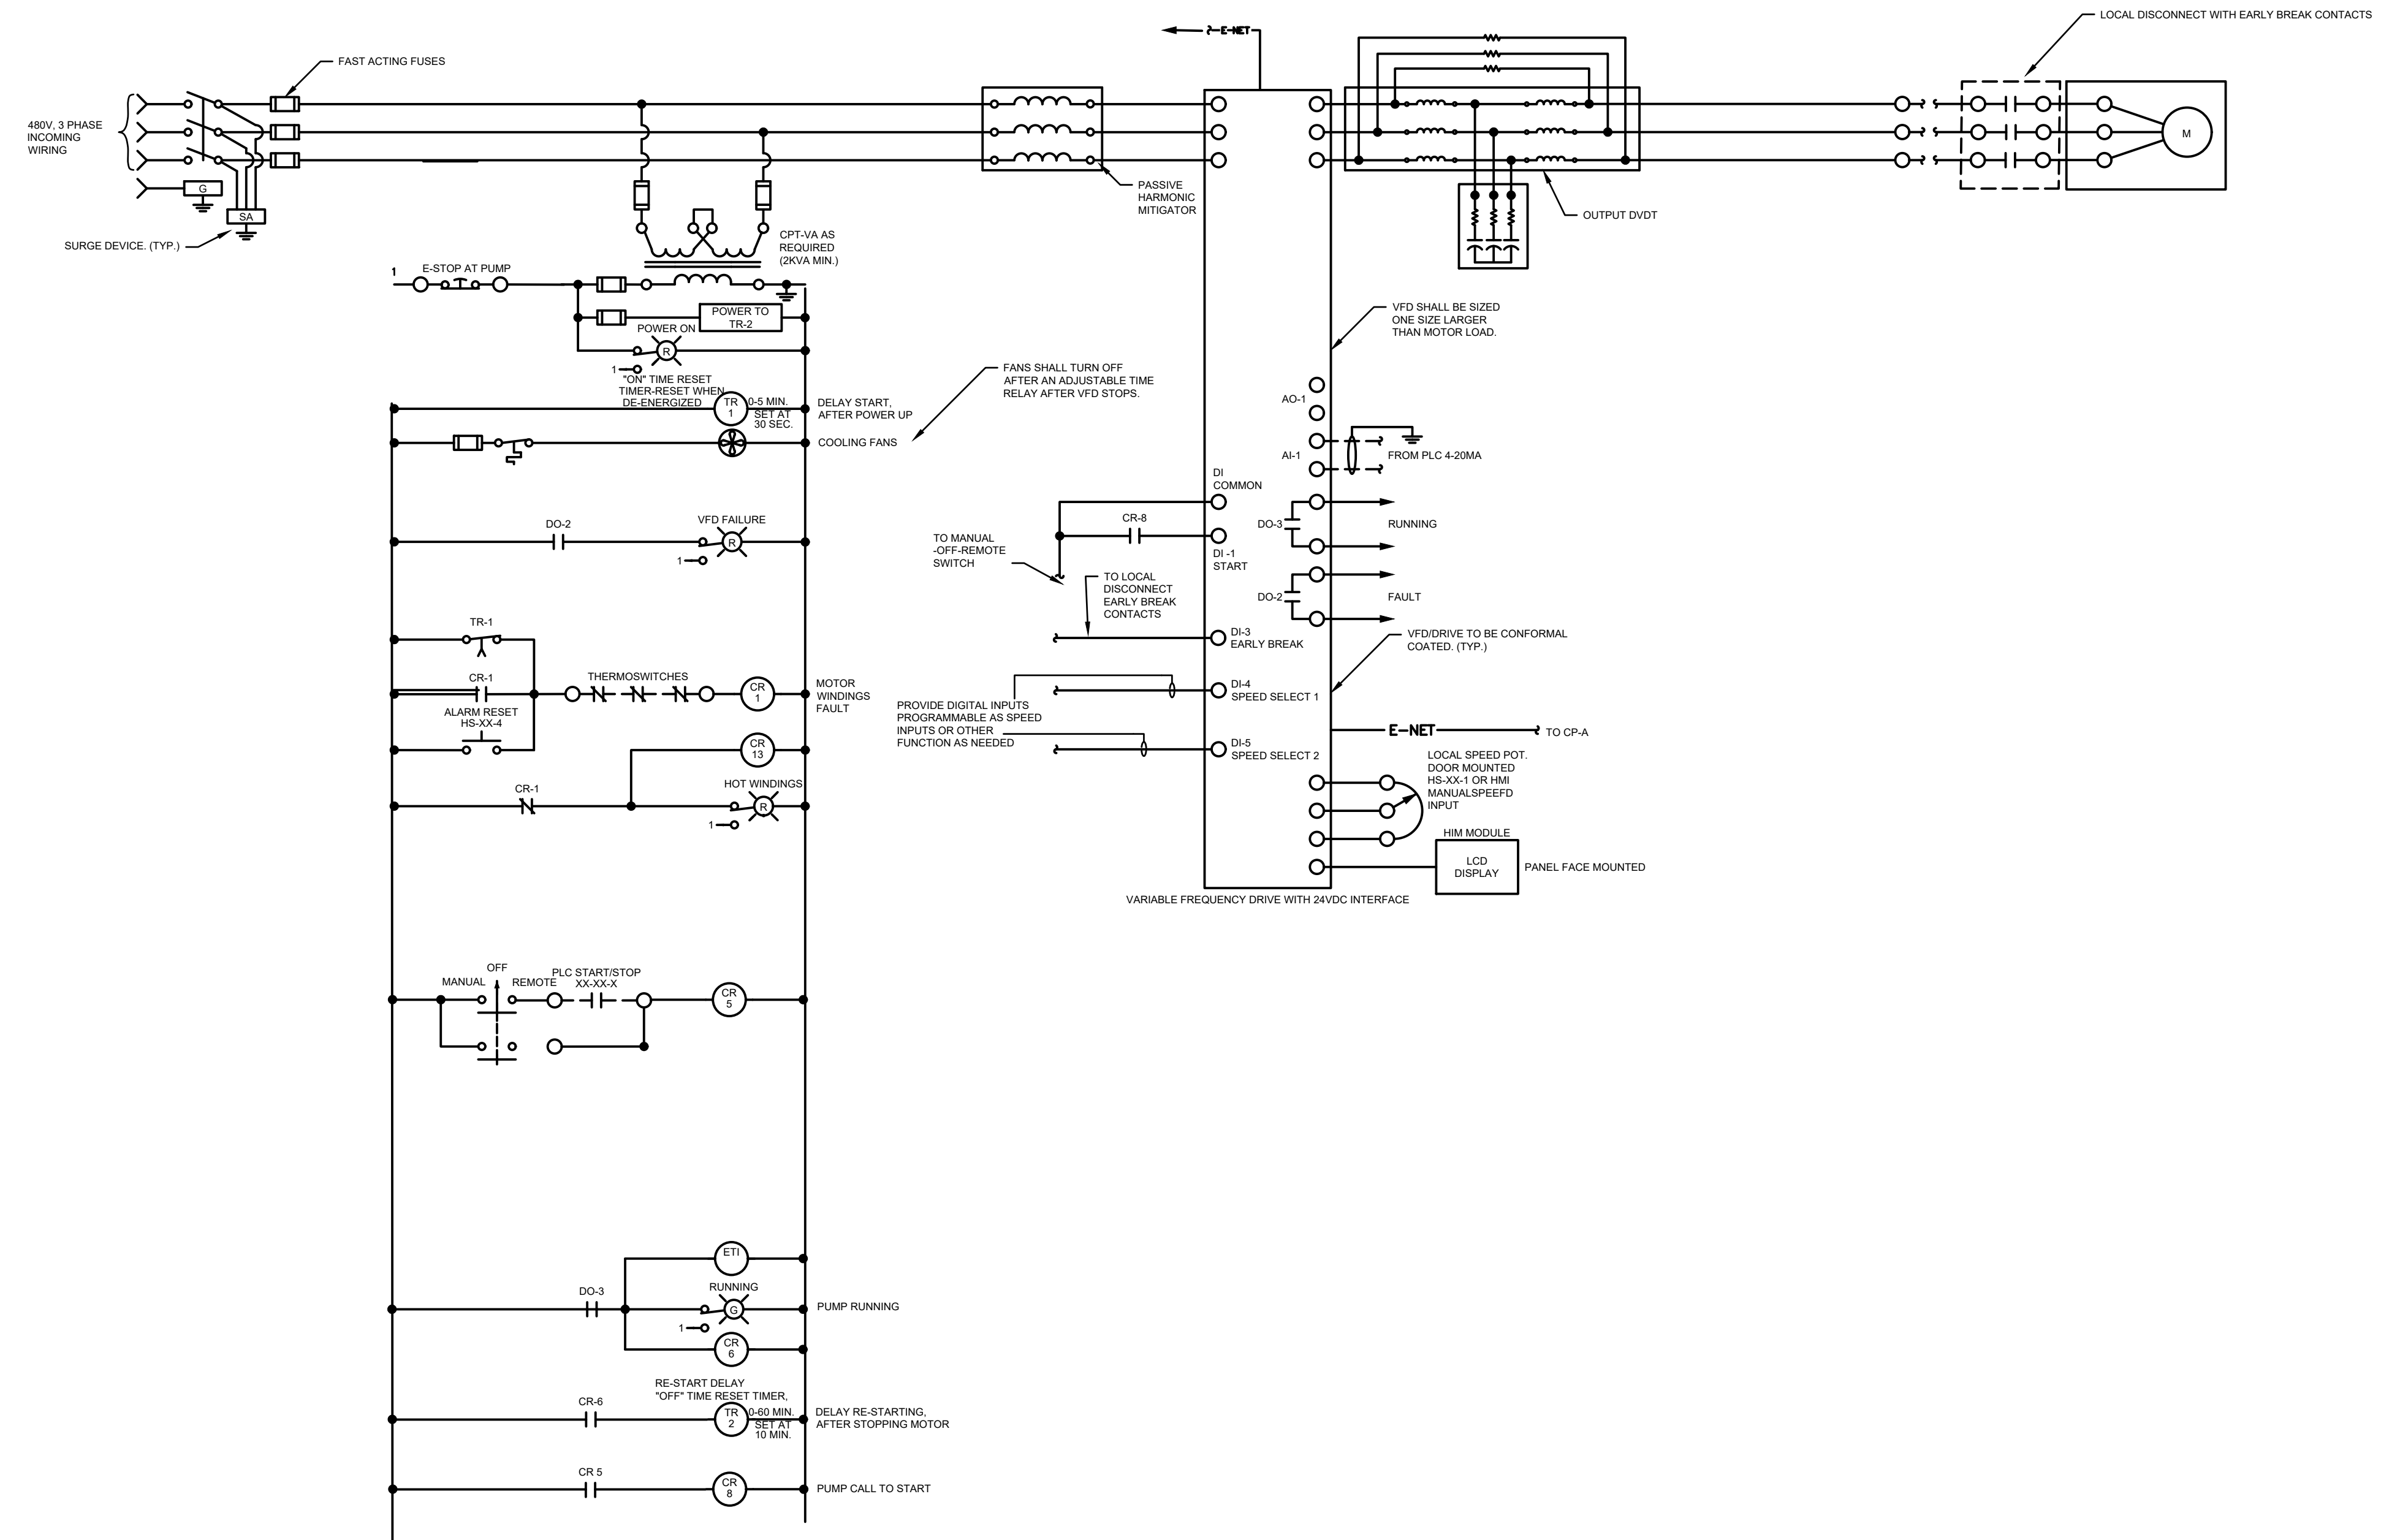 LOCAL DISCONNECT WITH EARLY BREAK CONTACTS
E-NET
FAST ACTING FUSES
480V, 3 PHASE
INCOMING
WIRING
G
SA
SURGE DEVICE. (TYP.)
M
PASSIVE
HARMONIC
MITIGATOR
OUTPUT DVDT
CPT-VA AS
REQUIRED
(2KVA MIN.)
1
E-STOP AT PUMP
POWER TO
TR-2
POWER ON
R
1
"ON" TIME RESET
TIMER-RESET WHEN
DE-ENERGIZED
TR
1
0-5 MIN.
SET AT
30 SEC.
DELAY START,
AFTER POWER UP
COOLING FANS
FANS SHALL TURN OFF
AFTER AN ADJUSTABLE TIME
RELAY AFTER VFD STOPS.
VFD SHALL BE SIZED
ONE SIZE LARGER
THAN MOTOR LOAD.
AO-1
AI-1
FROM PLC 4-20MA
DI
COMMON
CR-8
DI -1
START
TO MANUAL
-OFF-REMOTE
SWITCH
DO-3
RUNNING
DO-2
FAULT
TO LOCAL
DISCONNECT
EARLY BREAK
CONTACTS
DI-3
EARLY BREAK
VFD/DRIVE TO BE CONFORMAL
COATED. (TYP.)
DI-4
SPEED SELECT 1
PROVIDE DIGITAL INPUTS
PROGRAMMABLE AS SPEED
INPUTS OR OTHER
FUNCTION AS NEEDED
DI-5
SPEED SELECT 2
E-NET
TO CP-A
LOCAL SPEED POT.
DOOR MOUNTED
HS-XX-1 OR HMI
MANUALSPEEFD
INPUT
HIM MODULE
LCD
DISPLAY
PANEL FACE MOUNTED
VARIABLE FREQUENCY DRIVE WITH 24VDC INTERFACE
DO-2
VFD FAILURE
R
1
TR-1
CR-1
THERMOSWITCHES
CR
1
MOTOR
WINDINGS
FAULT
ALARM RESET
HS-XX-4
CR
13
CR-1
HOT WINDINGS
R
1
OFF
MANUAL
REMOTE
PLC START/STOP
XX-XX-X
CR
5
ETI
DO-3
RUNNING
G
1
PUMP RUNNING
CR
6
RE-START DELAY
"OFF" TIME RESET TIMER,
CR-6
TR
2
0-60 MIN.
SET AT
10 MIN.
DELAY RE-STARTING,
AFTER STOPPING MOTOR
CR 5
CR
8
PUMP CALL TO START